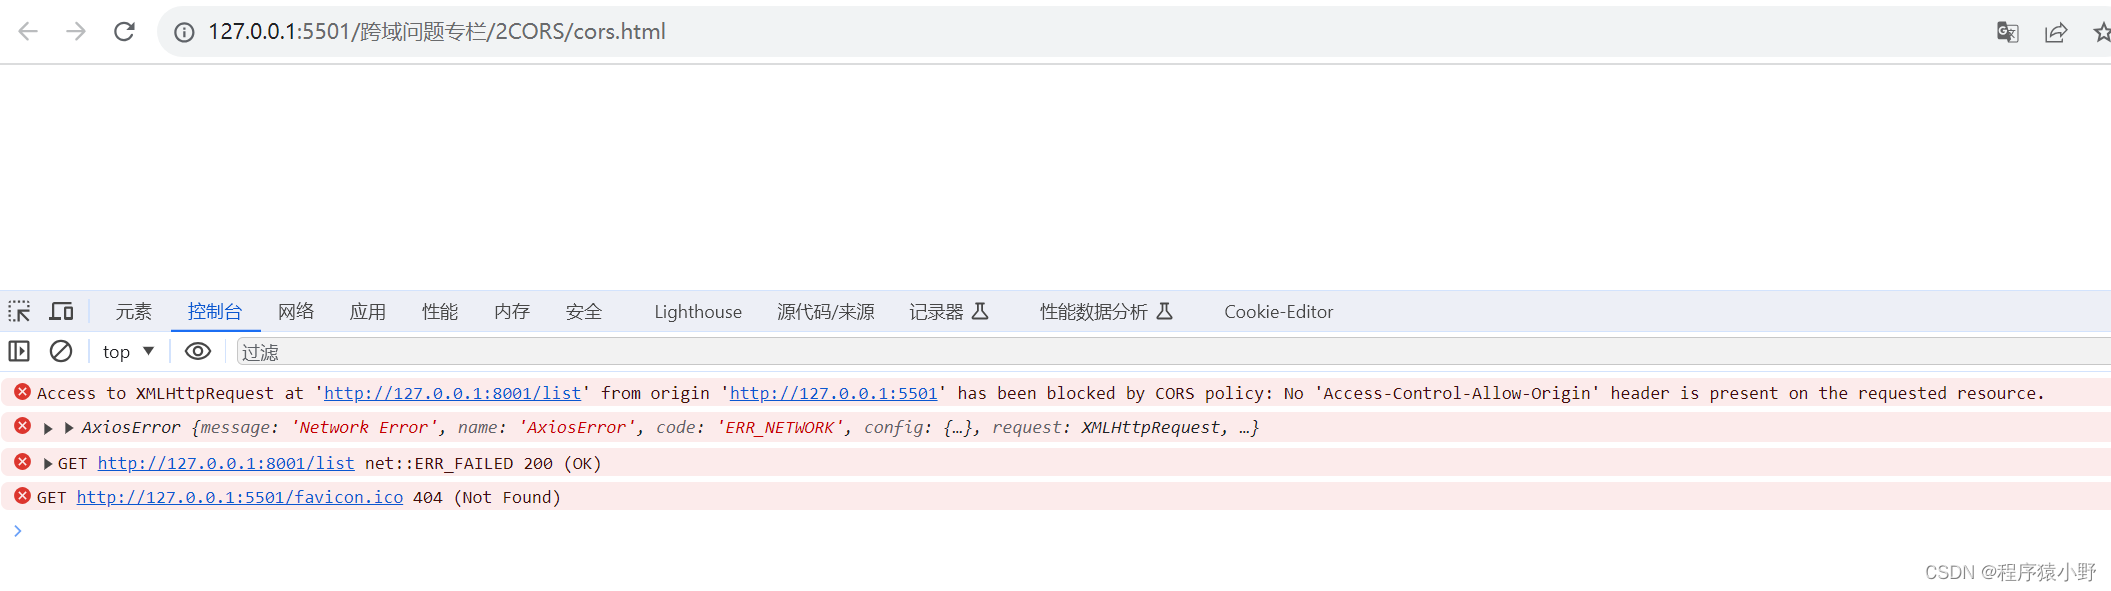 127.0.0.1:5501/跨域问题专栏/2CORS/cors.html
元素 控制台 网络 应用 性能 内存 安全 Lighthouse 源代码/来源 记录器 性能数据分析 Cookie-Editor
top 过滤
Access to XMLHttpRequest at 'http://127.0.0.1:8001/list' from origin 'http://127.0.0.1:5501' has been blocked by CORS policy: No 'Access-Control-Allow-Origin' header is present on the requested resource.
AxiosError {message: 'Network Error', name: 'AxiosError', code: 'ERR_NETWORK', config: {…}, request: XMLHttpRequest, …}
GET http://127.0.0.1:8001/list net::ERR_FAILED 200 (OK)
GET http://127.0.0.1:5501/favicon.ico 404 (Not Found)
CSDN @程序猿小野